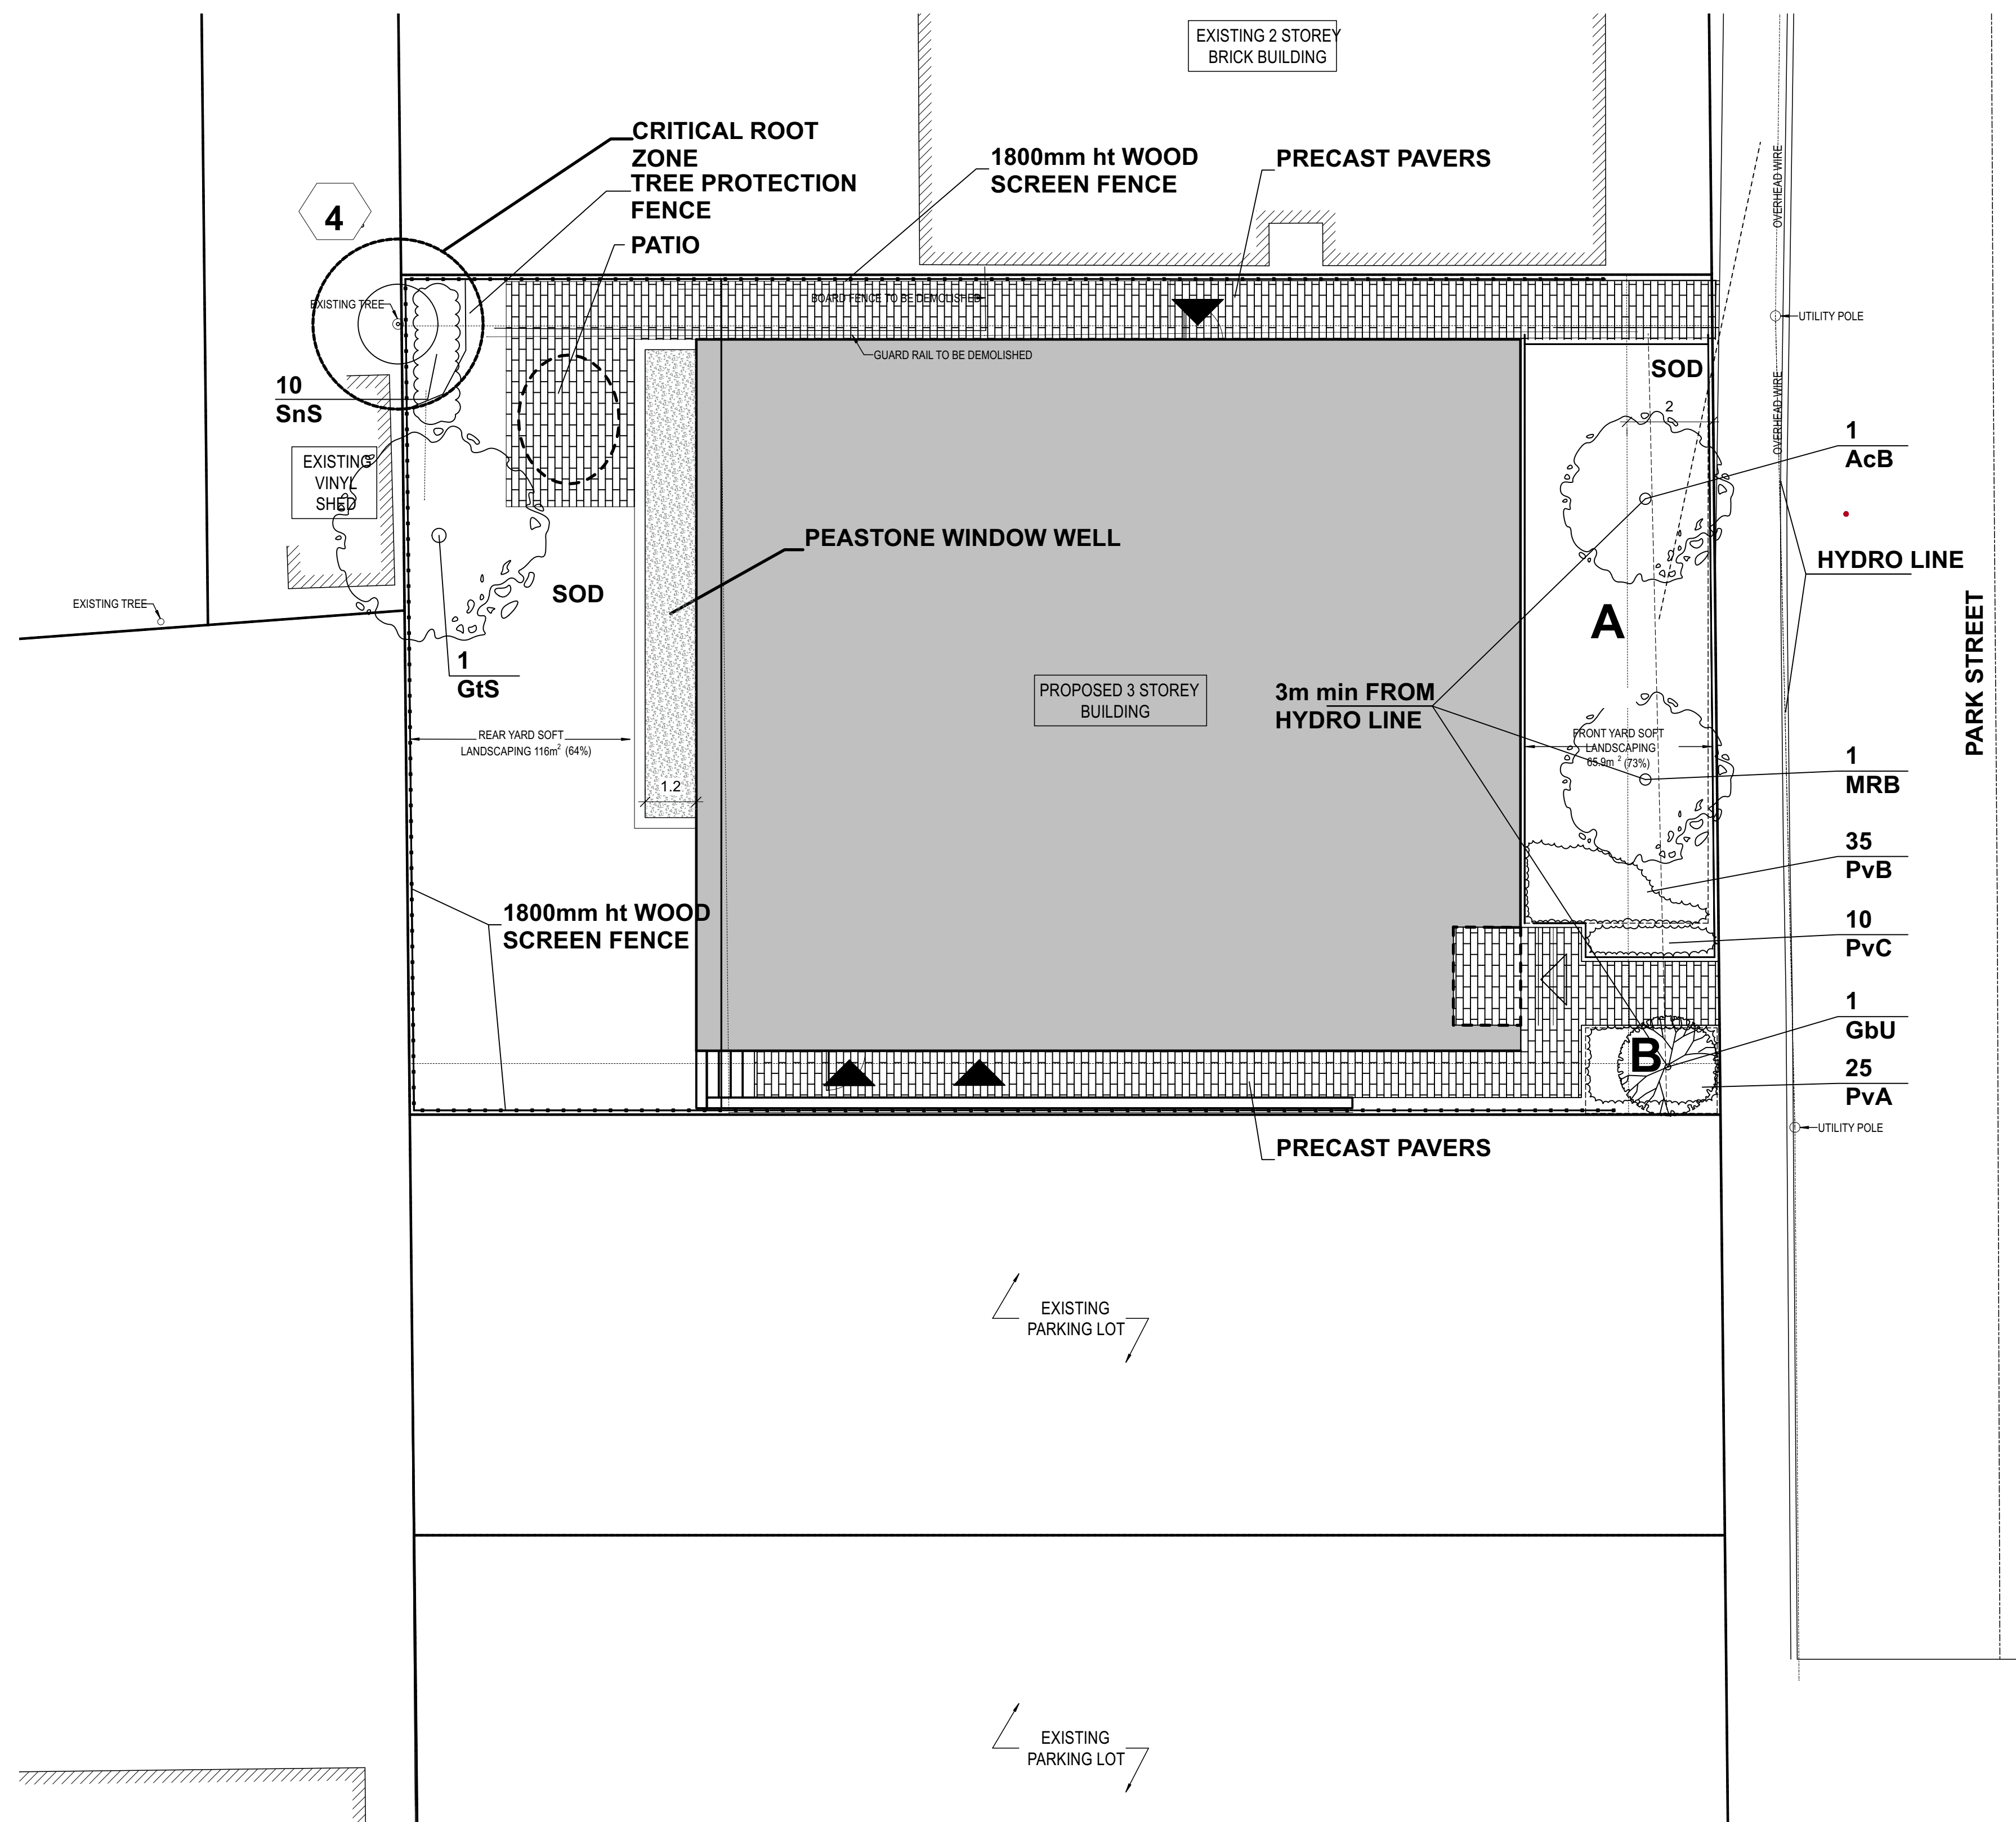 EXISTING 2 STOREY
BRICK BUILDING
CRITICAL ROOT
ZONE
TREE PROTECTION
FENCE
PATIO
1800mm ht WOOD
SCREEN FENCE
PRECAST PAVERS
OVERHEAD WIRE
4
EXISTING TREE
BOARD FENCE TO BE DEMOLISHED
GUARD RAIL TO BE DEMOLISHED
UTILITY POLE
SOD
10
SnS
2
OVERHEAD WIRE
1
AcB
EXISTING
VINYL
SHED
PEASTONE WINDOW WELL
HYDRO LINE
SOD
EXISTING TREE
A
PARK STREET
1
GtS
PROPOSED 3 STOREY
BUILDING
3m min FROM
HYDRO LINE
REAR YARD SOFT
LANDSCAPING 116m2 (64%)
FRONT YARD SOFT
LANDSCAPING
65.9m 2 (73%)
1.2
1
MRB
35
PvB
1800mm ht WOOD
SCREEN FENCE
10
PvC
1
GbU
B
25
PvA
PRECAST PAVERS
UTILITY POLE
EXISTING
PARKING LOT
EXISTING
PARKING LOT